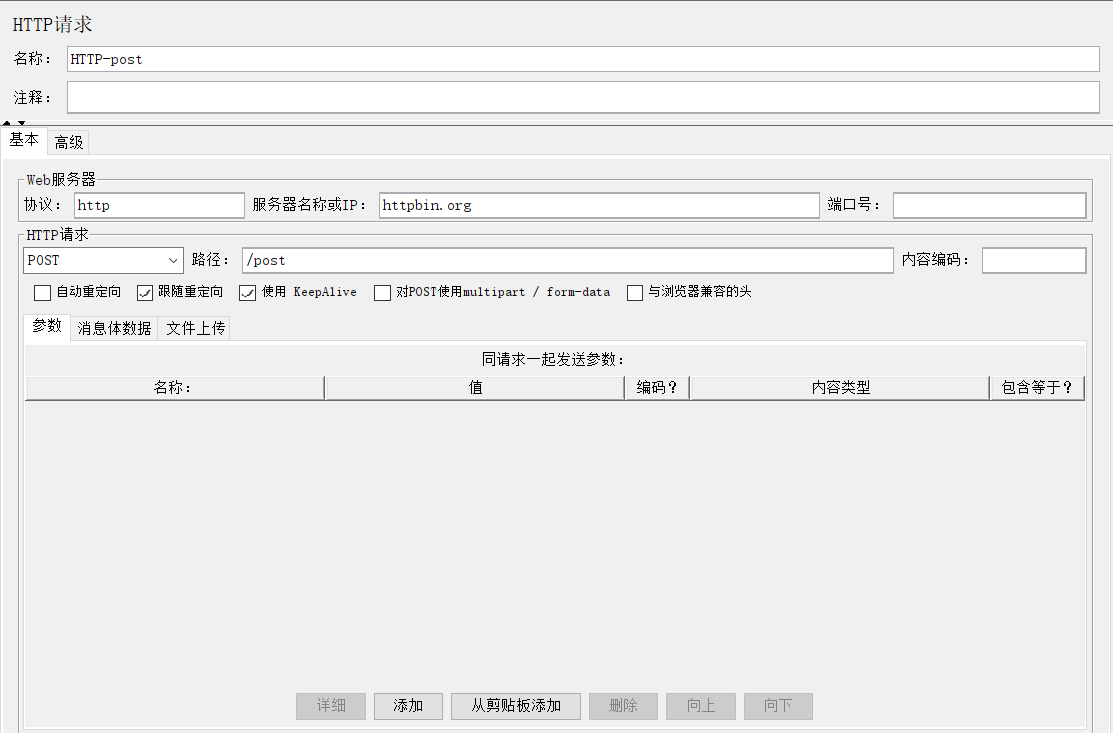 HTTP请求
名称： HTTP-post
注释：
基本 高级
Web服务器
协议： http 服务器名称或IP： httpbin.org 端口号：
HTTP请求
POST 路径： /post 内容编码：
自动重定向 跟随重定向 使用 KeepAlive 对POST使用multipart / form-data 与浏览器兼容的头
参数 消息体数据 文件上传
同请求一起发送参数：
名称： 值 编码？ 内容类型 包含等于？
详细 添加 从剪贴板添加 删除 向上 向下